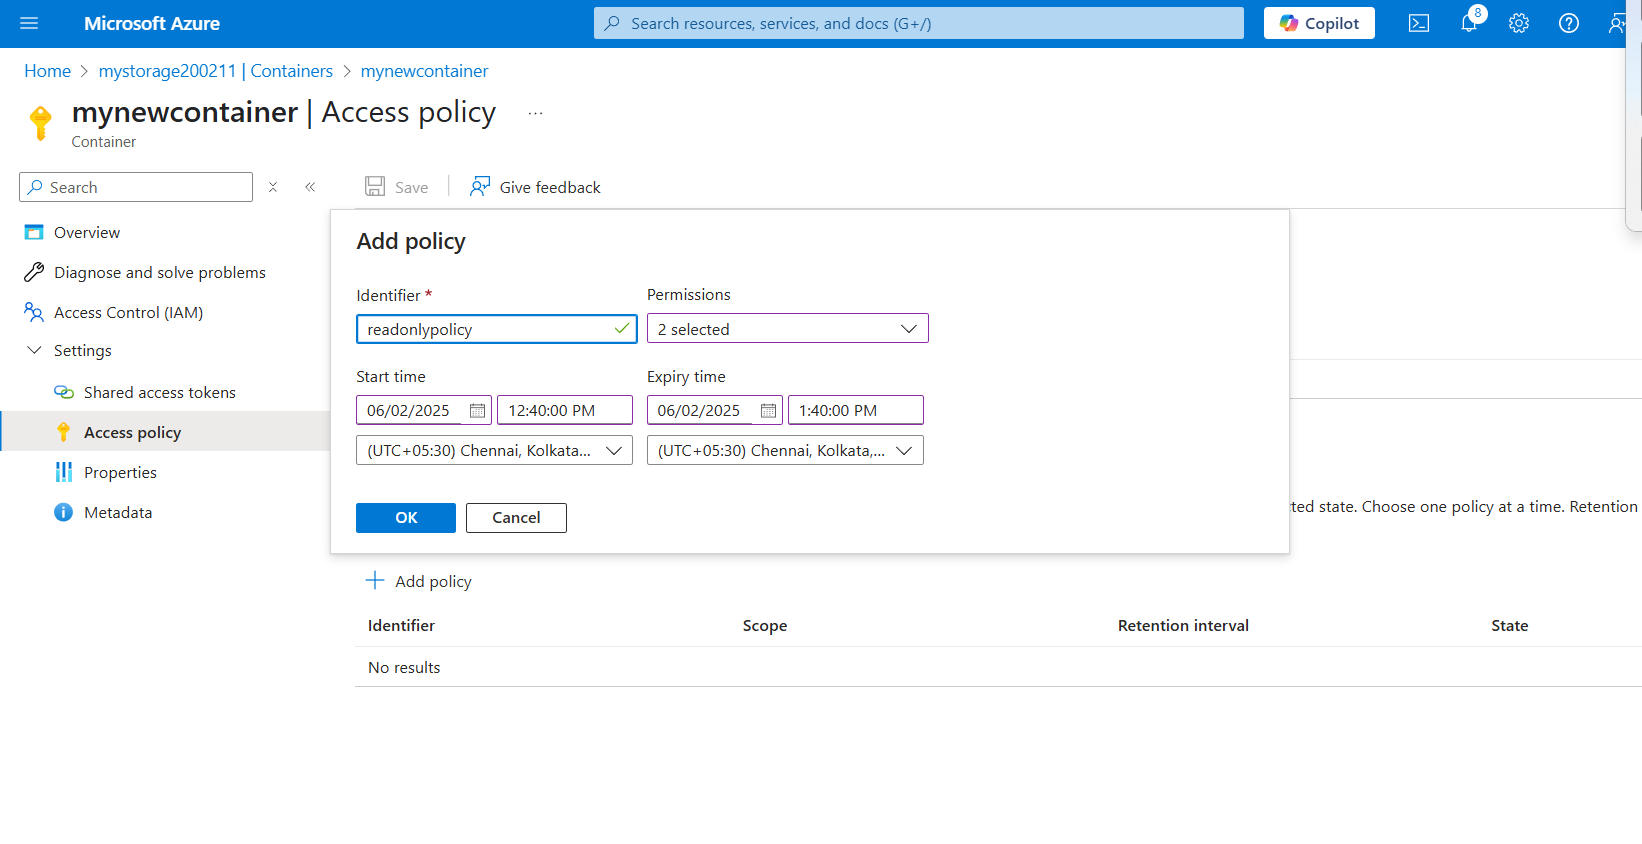 Microsoft Azure
Search resources, services, and docs (G+/)
Copilot
8
Home > mystorage200211 | Containers > mynewcontainer
mynewcontainer | Access policy ...
Container
Search
Save
Give feedback
Overview
Diagnose and solve problems
Access Control (IAM)
Settings
Shared access tokens
Access policy
Properties
Metadata
Add policy
Identifier *
Permissions
readonlypolicy
2 selected
Start time
Expiry time
06/02/2025
12:40:00 PM
06/02/2025
1:40:00 PM
(UTC+05:30) Chennai, Kolkata...
(UTC+05:30) Chennai, Kolkata,...
OK
Cancel
state. Choose one policy at a time. Retention
Add policy
Identifier
Scope
Retention interval
State
No results